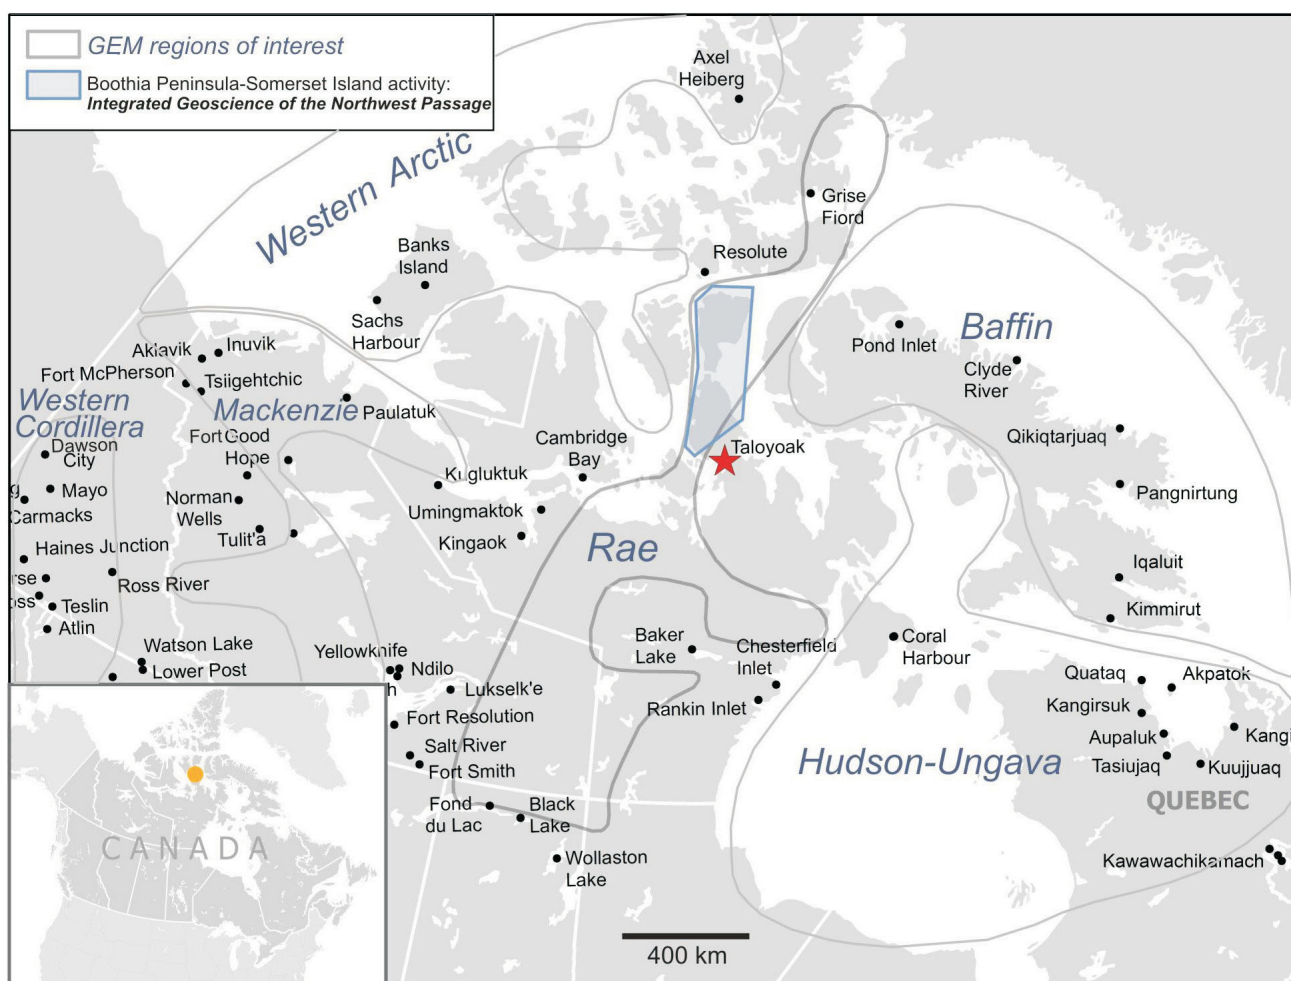 GEM regions of interest
Boothia Peninsula-Somerset Island activity:
Integrated Geoscience of the Northwest Passage
Axel
Heiberg
Western Arctic
Grise
Fiord
Banks
Island
Resolute
Sachs
Harbour
Baffin
Pond Inlet
Clyde
River
Aklavik
Inuvik
Fort McPherson
Tsiigehtchic
Western
Cordillera
Mackenzie
Paulatuk
Fort Good
Hope
Dawson
City
Cambridge
Bay
Taloyoak
Qikiqtarjuaq
Kugluktuk
g
Mayo
Carmacks
Norman
Wells
Umingmaktok
Pangnirtung
Tulit'a
Kingaok
Rae
Haines Junction
Iqaluit
rse
Ross River
oss
Teslin
Kimmirut
Atlin
Watson Lake
Lower Post
Yellowknife
Ndilo
h
Lukselk'e
Baker
Lake
Chesterfield
Inlet
Rankin Inlet
Coral
Harbour
Quataq
Akpatok
Kangirsuk
Aupaluk
Kangi
Tasiujaq
Kuujjuaq
Fort Resolution
Salt River
Fort Smith
Hudson-Ungava
QUEBEC
Fond
du Lac
Black
Lake
Wollaston
Lake
Kawawachikamach
CANADA
400 km